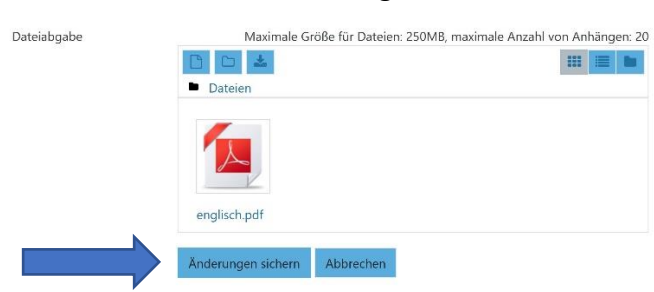 Dateiabgabe
Maximale Größe für Dateien: 250MB, maximale Anzahl von Anhängen: 20
Dateien
englisch.pdf
Änderungen sichern
Abbrechen